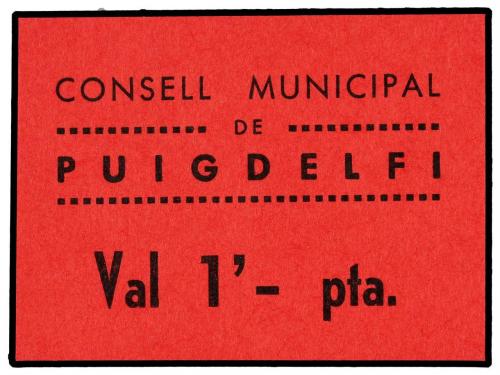 CONSELL MUNICIPAL
DE
PUIGDELFI
Val 1'- pta.